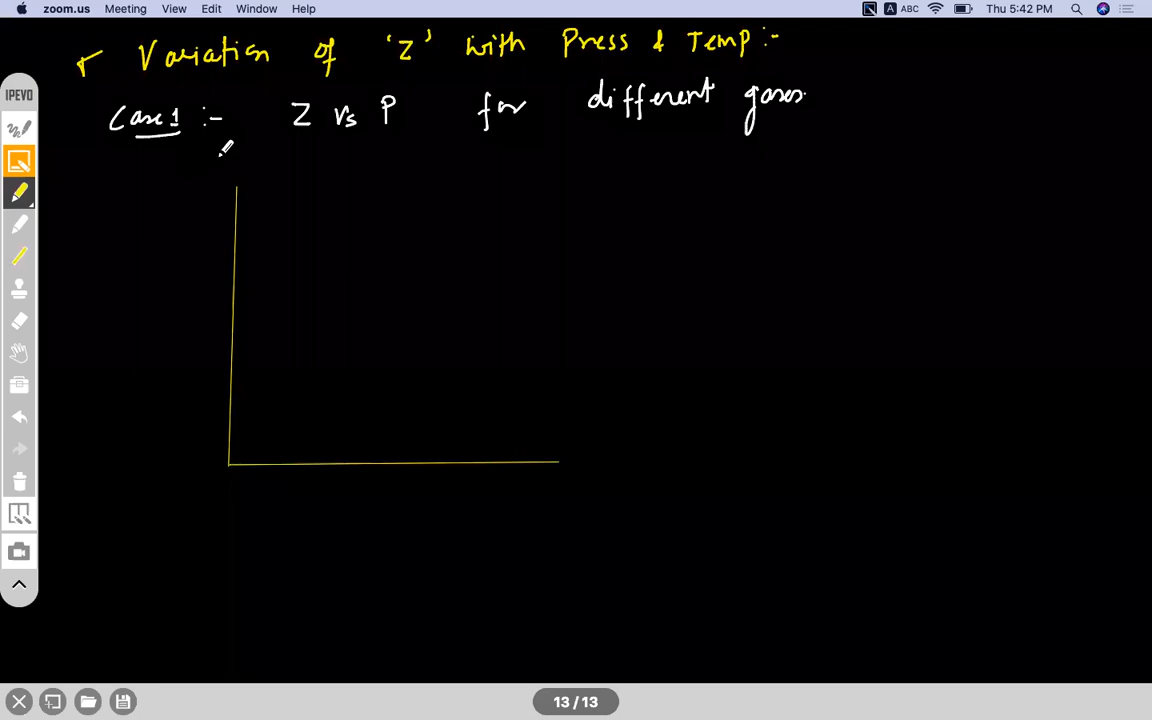 zoom.us Meeting View Edit Window Help A ABC Thu 5:42 PM
Variation of 'Z' with Press & Temp :-
IPEVO
Case 1 :- Z Vs P for different gases
13 / 13